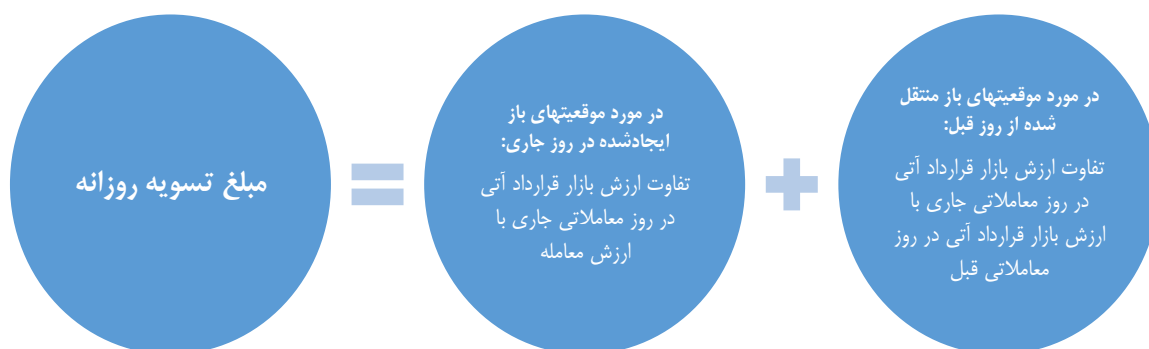 مبلغ تسویه روزانه
=
در مورد موقعیتهای باز
ایجادشده در روز جاری:
تفاوت ارزش بازار قرارداد آتی
در روز معاملاتی جاری با
ارزش معامله
+
در مورد موقعیتهای باز منتقل
شده از روز قبل:
تفاوت ارزش بازار قرارداد آتی
در روز معاملاتی جاری با
ارزش بازار قرارداد آتی در روز
معاملاتی قبل